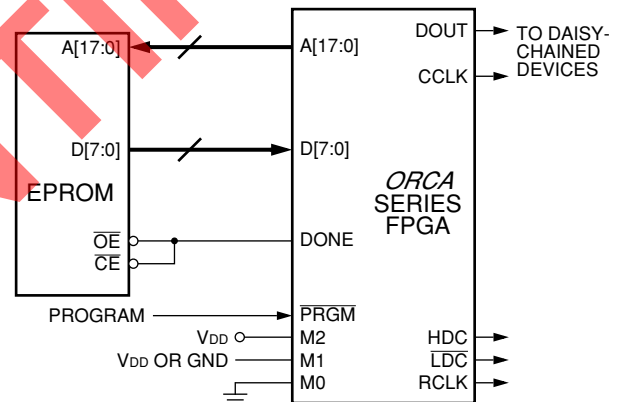 A[17:0]
D[7:0]
EPROM
OE
CE
PROGRAM
VDD
VDD OR GND
A[17:0]
D[7:0]
DONE
PRGM
M2
M1
M0
ORCA
SERIES
FPGA
DOUT
CCLK
HDC
LDC
RCLK
TO DAISY-
CHAINED
DEVICES